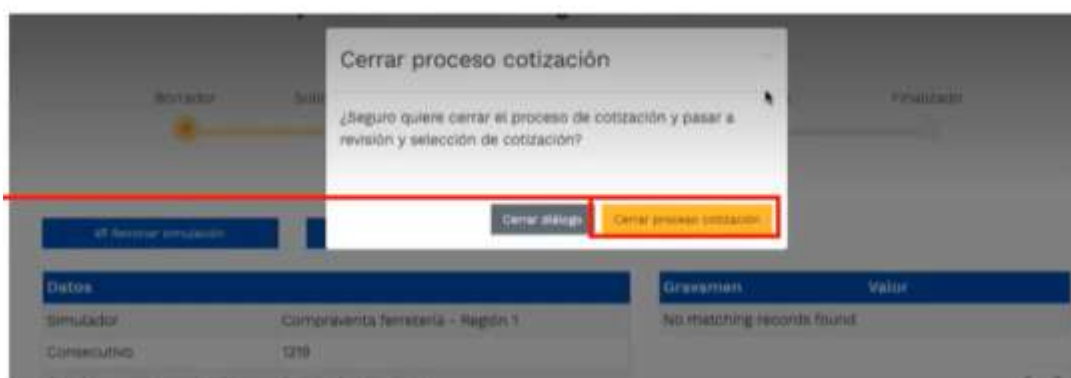 Cerrar proceso cotización
Borrador
Finalizado
¿Seguro quiere cerrar el proceso de cotización y pasar a
revisión y selección de cotización?
Cerrar diálogo Cerrar proceso cotización
simulación
Datos
Gravamen Valor
Simulador Compraventa ferretería - Región 1
No matching records found
Consecutivo 1219